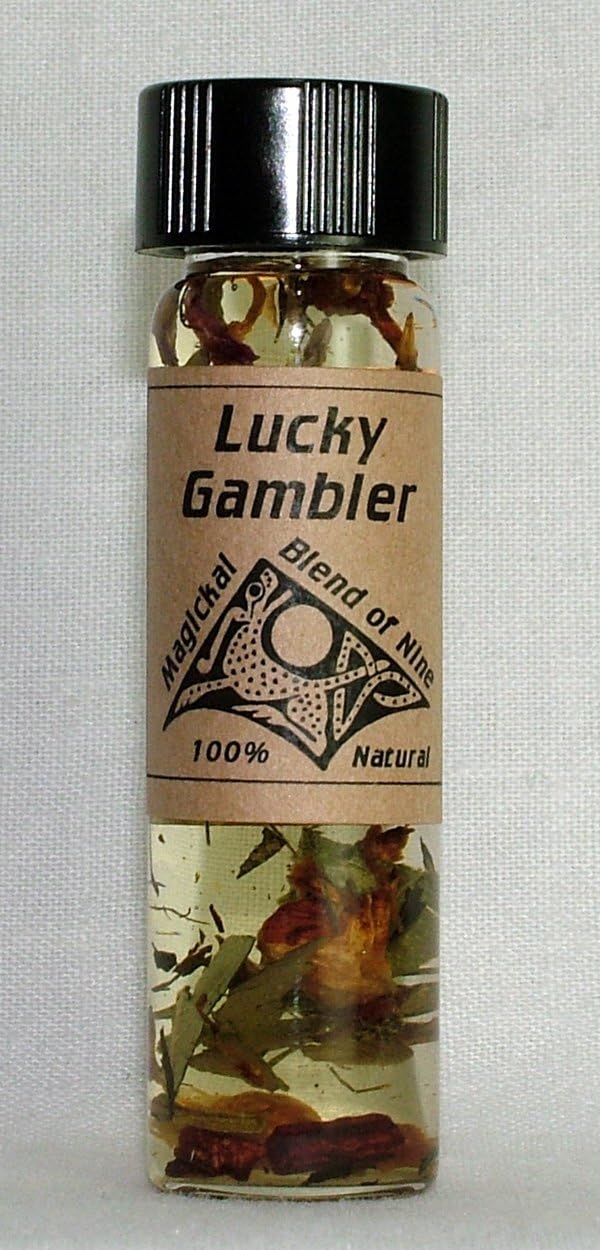 Lucky
Gambler
Magickal
Blend of Nine
100% Natural